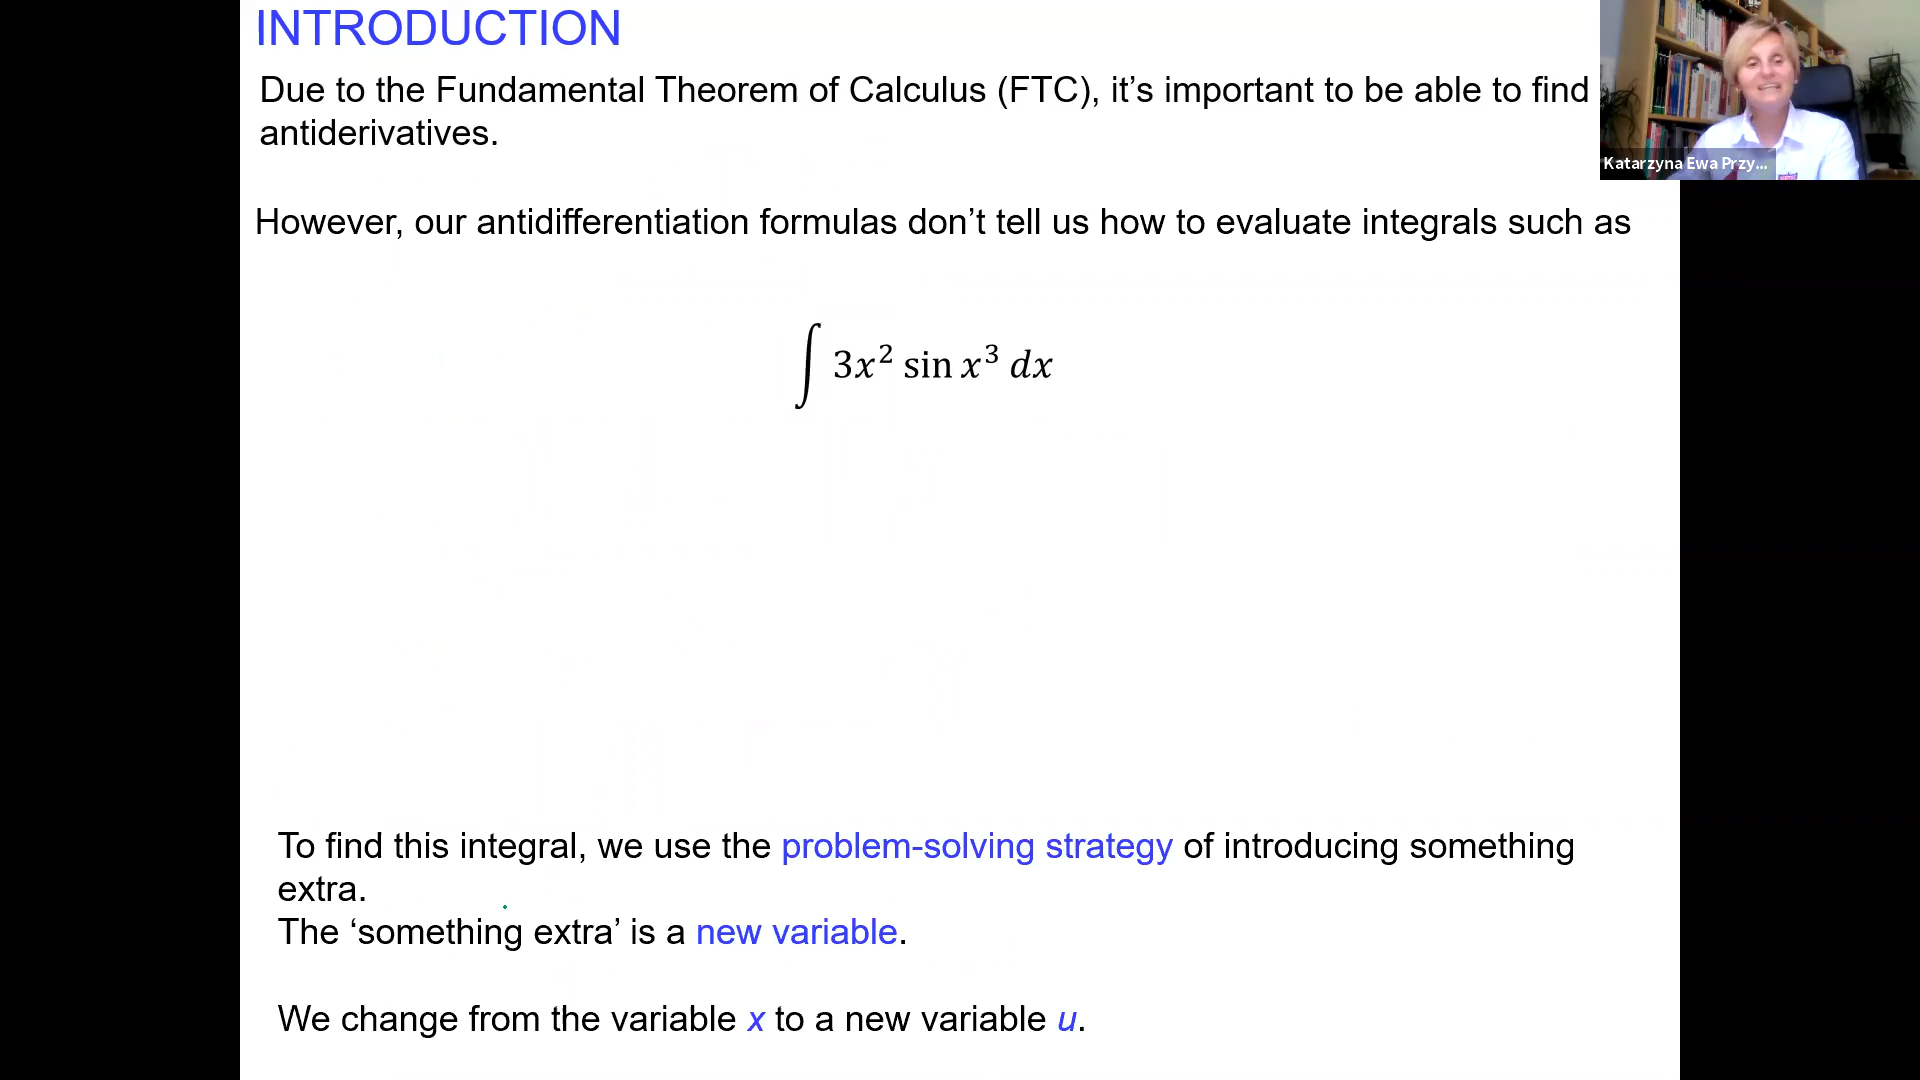 INTRODUCTION
Due to the Fundamental Theorem of Calculus (FTC), it’s important to be able to find
antiderivatives.
Katarzyna Ewa Przy...
However, our antidifferentiation formulas don’t tell us how to evaluate integrals such as
∫ 3x² sin x³ dx
To find this integral, we use the problem-solving strategy of introducing something
extra.
The ‘something extra’ is a new variable.
We change from the variable x to a new variable u.